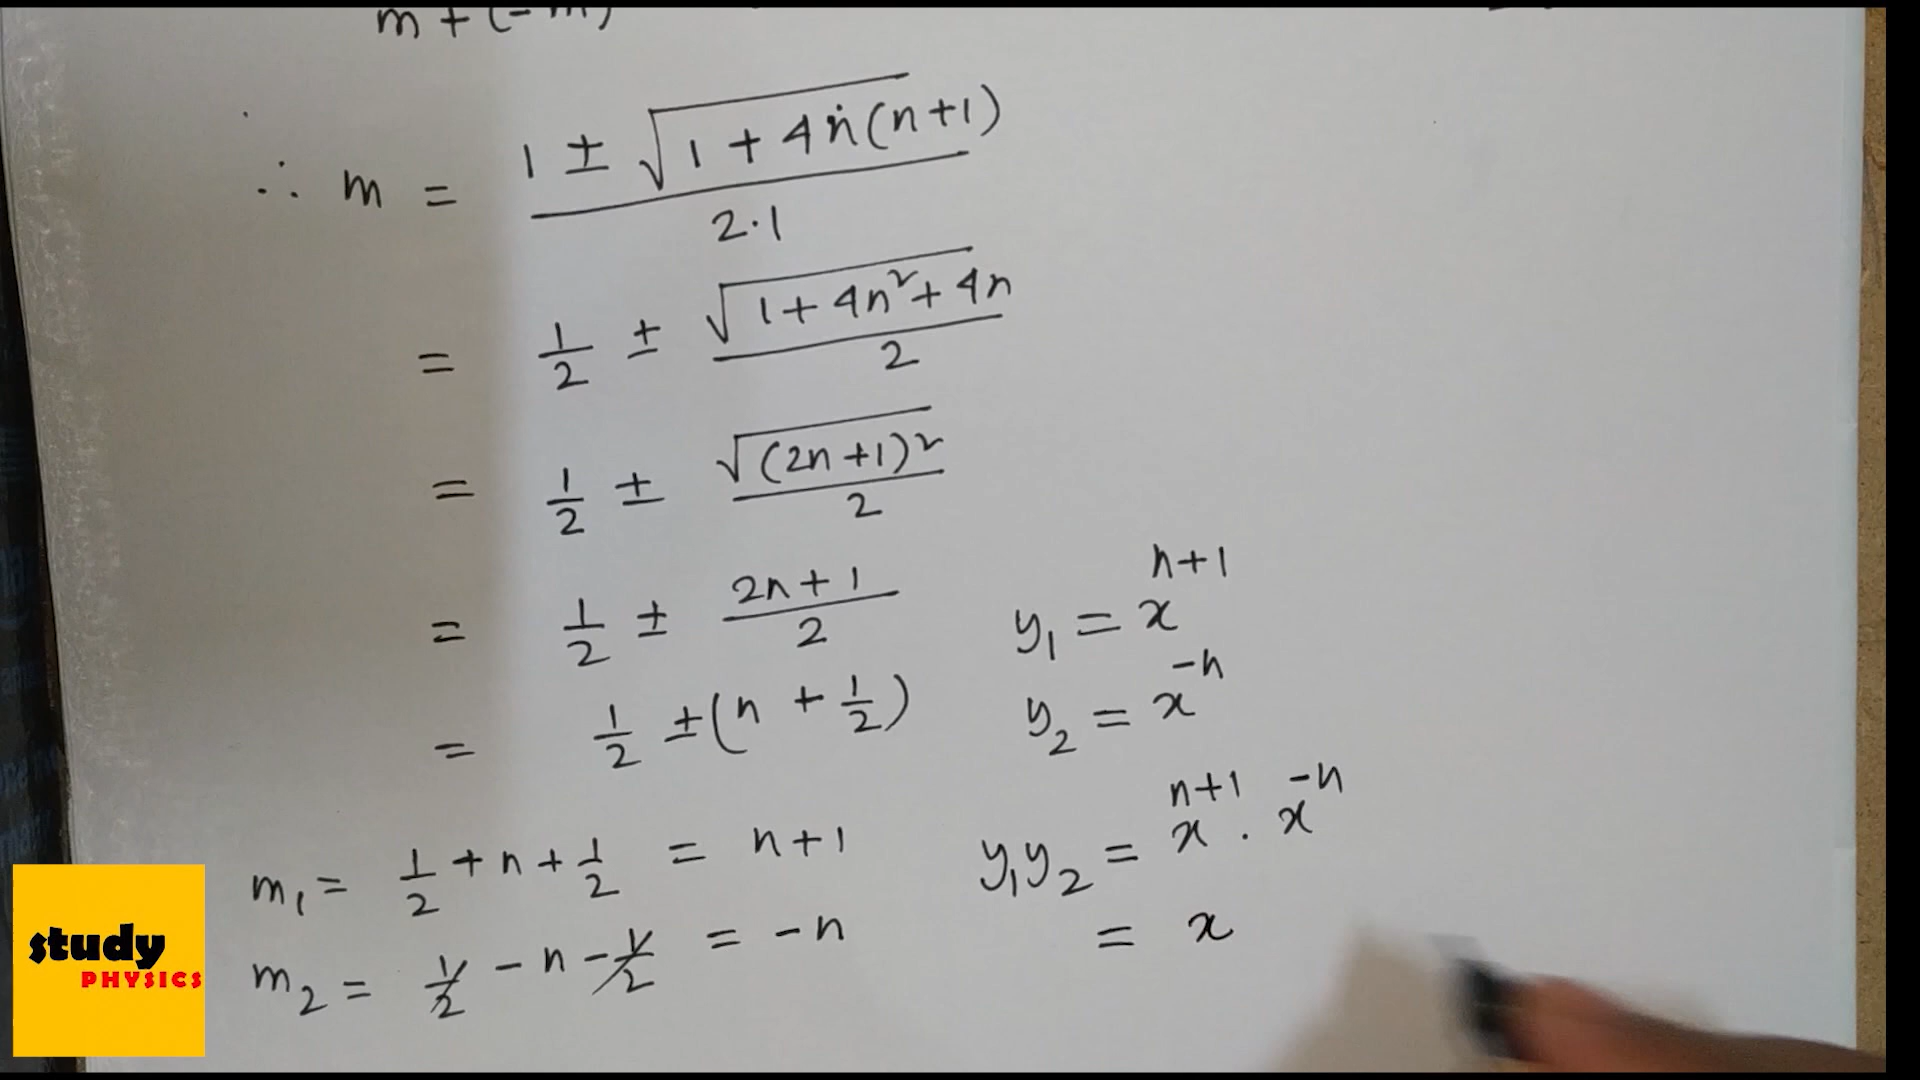 m + (-m)
∴ m = 1 ± √1 + 4n(n+1) / 2·1
= 1/2 ± √1 + 4n² + 4n / 2
= 1/2 ± √(2n+1)² / 2
= 1/2 ± 2n+1 / 2
= 1/2 ± (n + 1/2)
m₁ = 1/2 + n + 1/2 = n+1
m₂ = 1/2 - n - 1/2 = -n
y₁ = x^(n+1)
y₂ = x^(-n)
y₁y₂ = x^(n+1) · x^(-n)
= x
study
PHYSICS